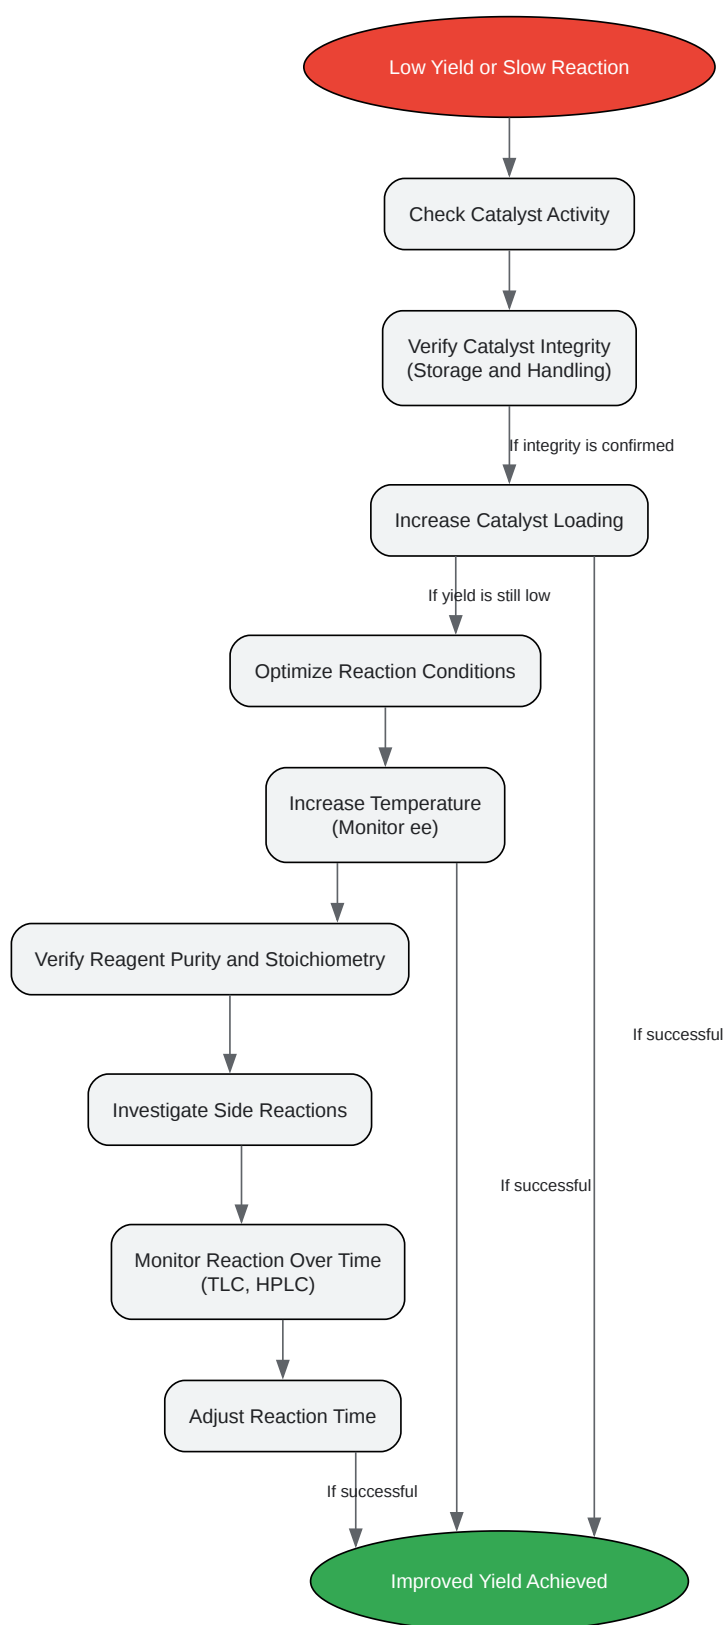 Low Yield or Slow Reaction
Check Catalyst Activity
Verify Catalyst Integrity
(Storage and Handling)
If integrity is confirmed
Increase Catalyst Loading
If yield is still low
Optimize Reaction Conditions
Increase Temperature
(Monitor ee)
Verify Reagent Purity and Stoichiometry
If successful
Investigate Side Reactions
If successful
Monitor Reaction Over Time
(TLC, HPLC)
Adjust Reaction Time
If successful
Improved Yield Achieved